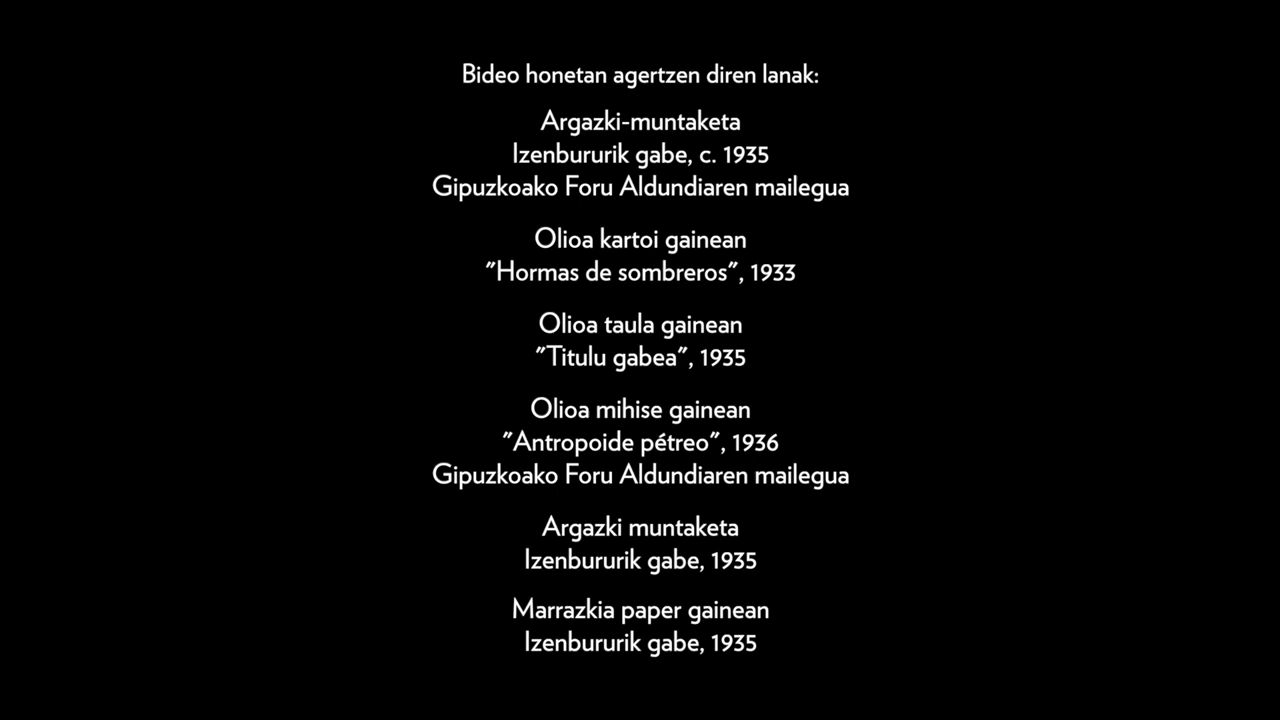 Bideo honetan agertzen diren lanak:
Argazki-muntaketa
Izenbururik gabe, c. 1935
Gipuzkoako Foru Aldundiaren mailegua
Olioa kartoi gainean
"Hormas de sombreros", 1933
Olioa taula gainean
"Titulu gabea", 1935
Olioa mihise gainean
"Antropoide pétreo", 1936
Gipuzkoako Foru Aldundiaren mailegua
Argazki muntaketa
Izenbururik gabe, 1935
Marrazkia paper gainean
Izenbururik gabe, 1935